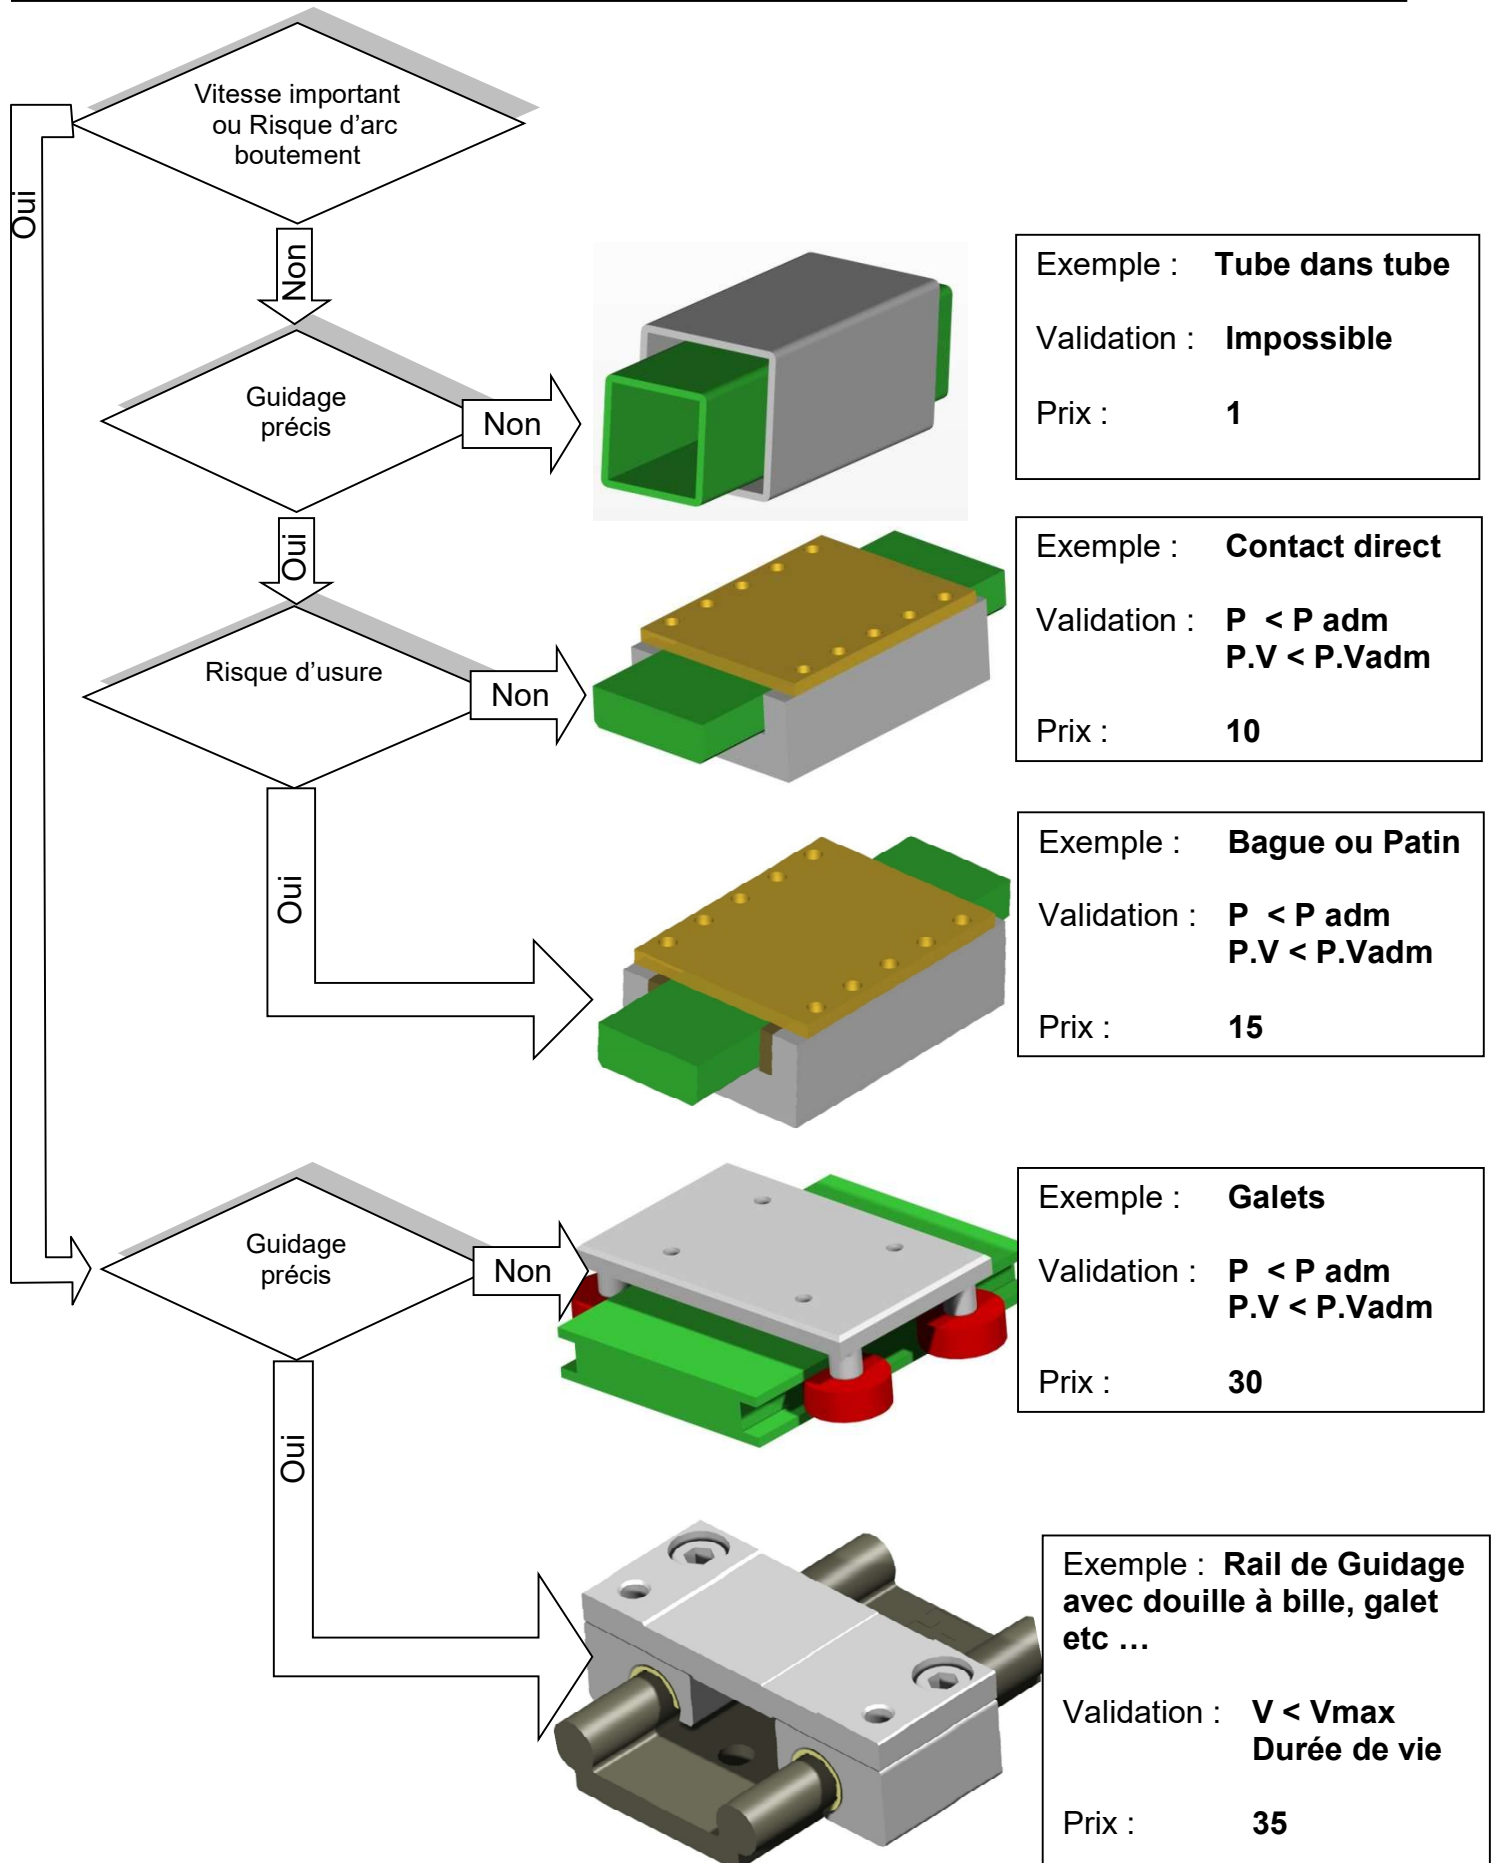 Vitesse important
ou Risque d'arc
boutement
Oui
Non
Guidage
précis
Non
Exemple : Tube dans tube
Validation : Impossible
Prix : 1
Oui
Risque d'usure
Non
Exemple : Contact direct
Validation : P < P adm
P.V < P.Vadm
Prix : 10
Oui
Exemple : Bague ou Patin
Validation : P < P adm
P.V < P.Vadm
Prix : 15
Guidage
précis
Non
Exemple : Galets
Validation : P < P adm
P.V < P.Vadm
Prix : 30
Oui
Exemple : Rail de Guidage
avec douille à bille, galet
etc …
Validation : V < Vmax
Durée de vie
Prix : 35